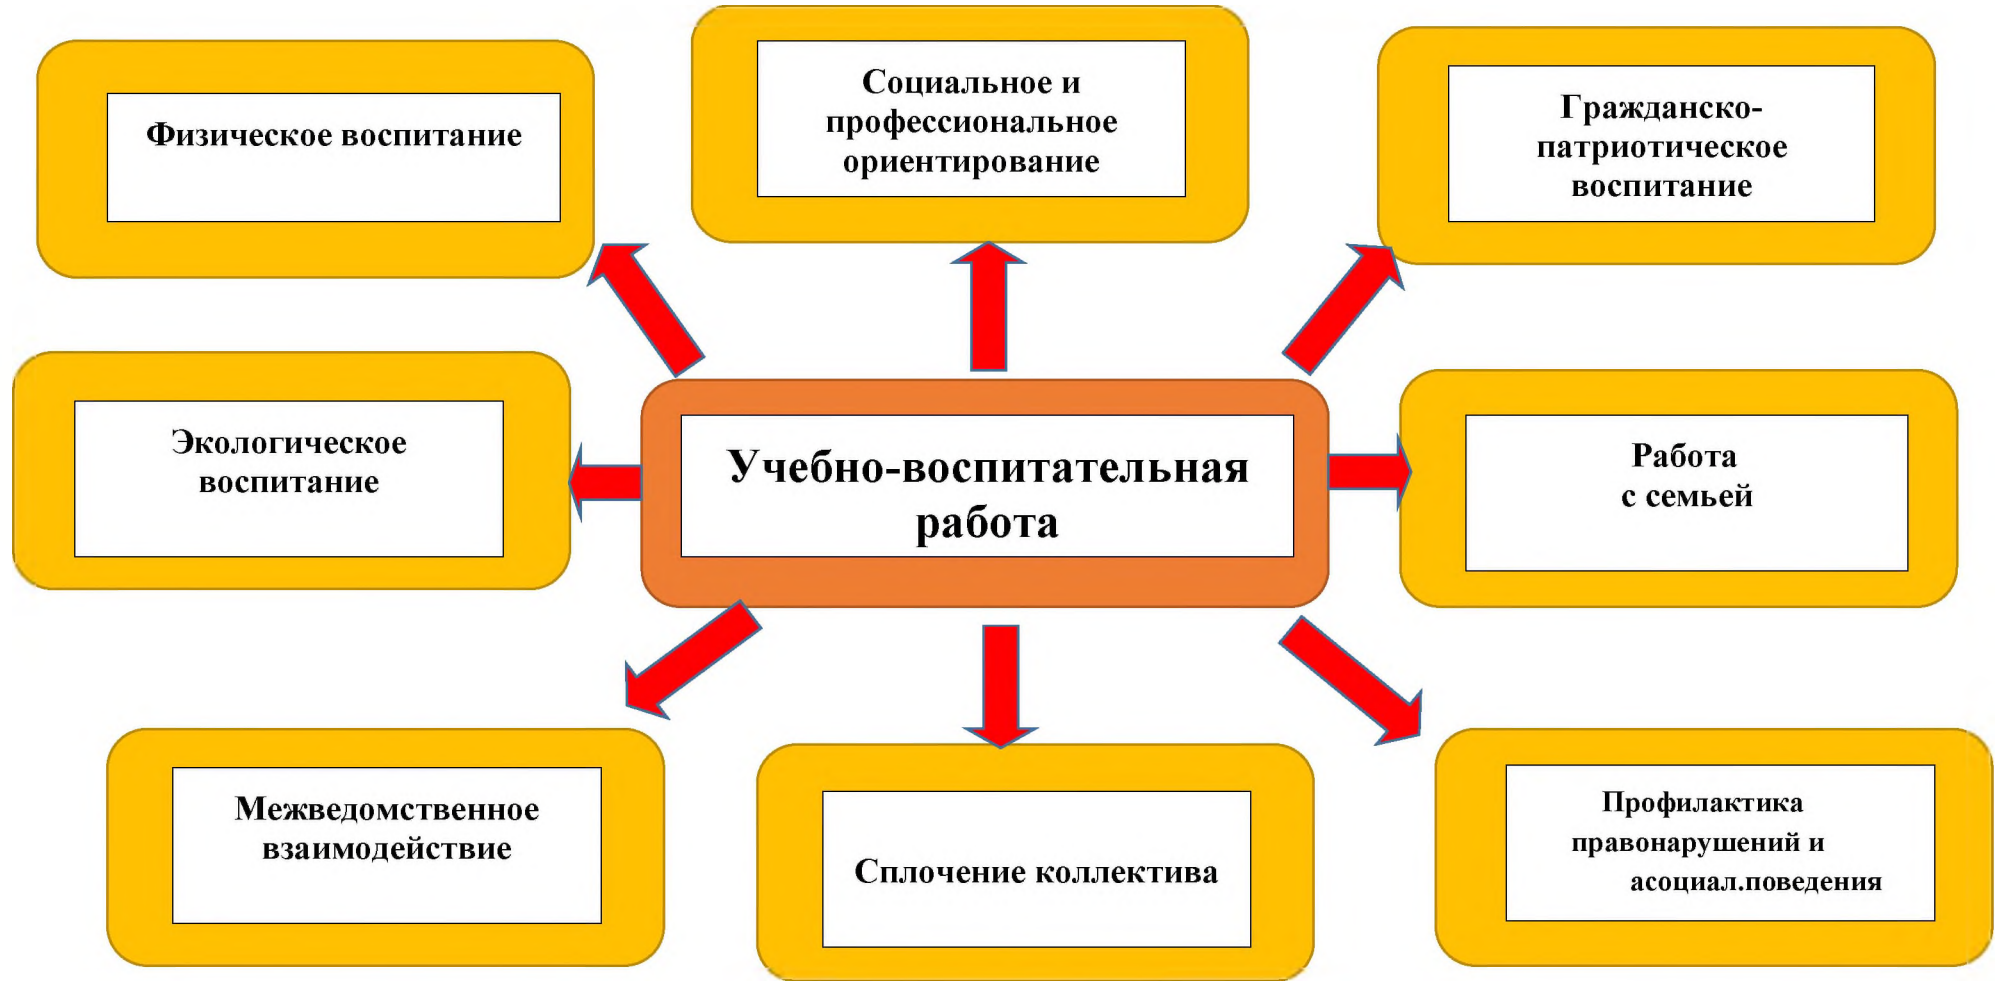 Физическое воспитание
Социальное и
профессиональное
ориентирование
Гражданско-
патриотическое
воспитание
Экологическое
воспитание
Учебно-воспитательная
работа
Работа
с семьей
Межведомственное
взаимодействие
Сплочение коллектива
Профилактика
правонарушений и
асоциал.поведения